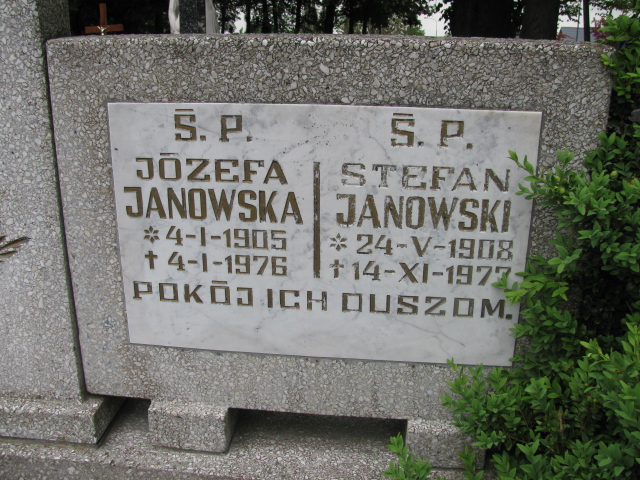 Ś. P.
JÓZEFA
JANOWSKA
* 4-I-1905
† 4-I-1976
Ś. P.
STEFAN
JANOWSKI
* 24-V-1908
† 14-XI-1977
POKÓJ ICH DUSZOM.